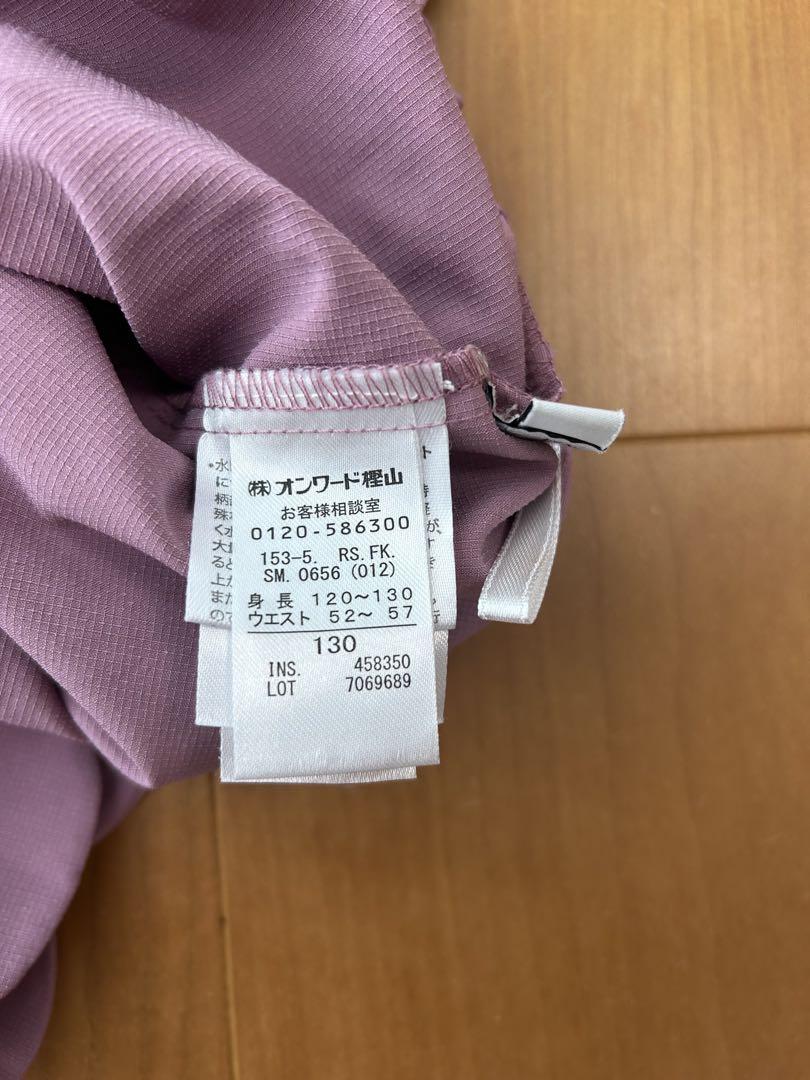 ㈱オンワード樫山
お客様相談室
0120-586300
153-5. RS.FK.
SM. 0656 (012)
身長 120〜130
ウエスト 52〜 57
130
INS. 458350
LOT 7069689